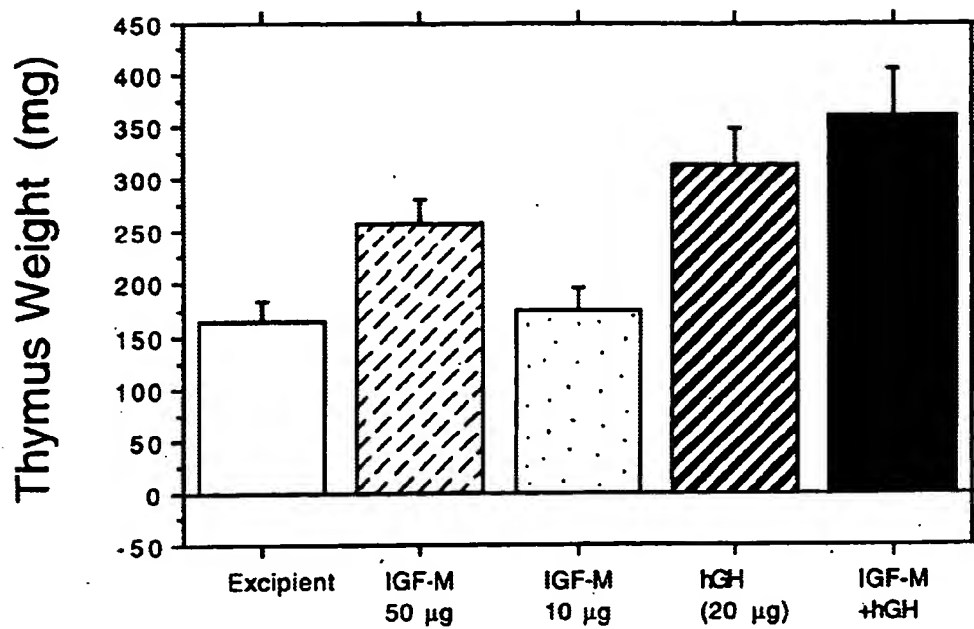 Thymus Weight (mg)
450
400
350
300
250
200
150
100
50
0
-50
Excipient
IGF-M
50 µg
IGF-M
10 µg
hGH
(20 µg)
IGF-M
+hGH